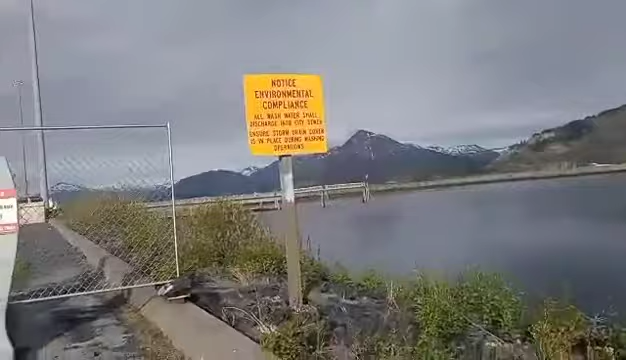 NOTICE
ENVIRONMENTAL
COMPLIANCE
ALL WASH WATER SHALL
DISCHARGE INTO CITY SEWER
ENSURE STORM DRAIN COVER
IS IN PLACE DURING WASHING
OPERATIONS